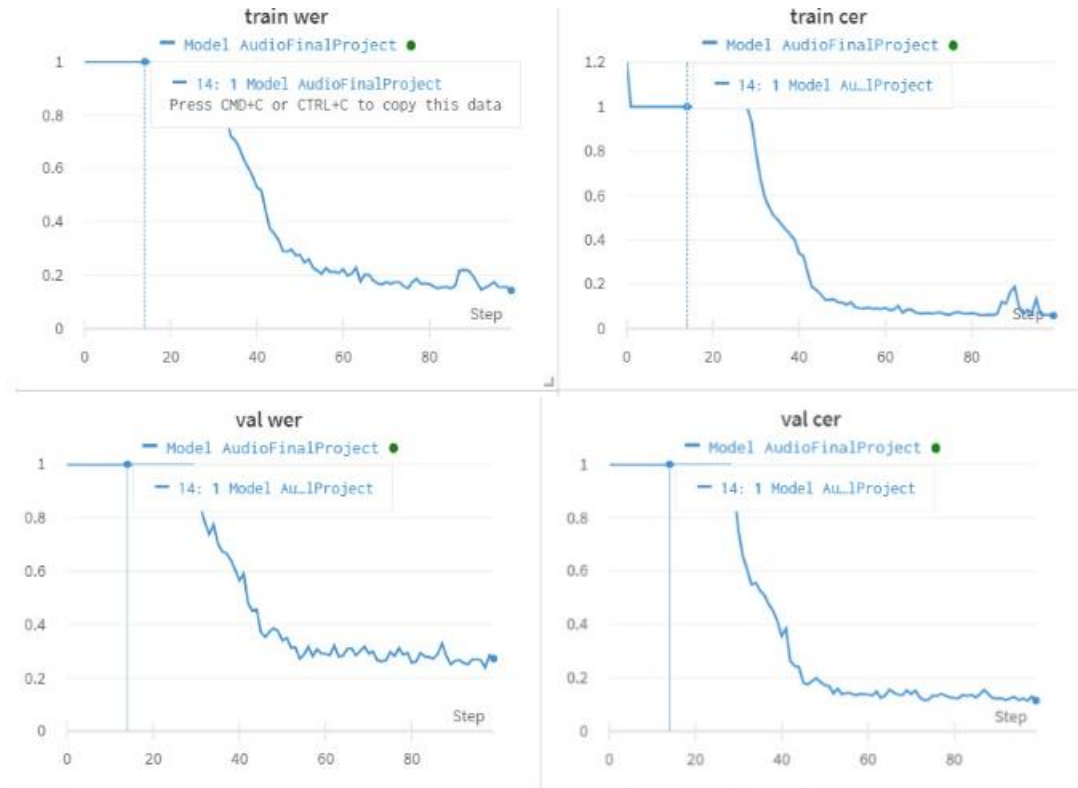 train wer
Model AudioFinalProject
14: 1 Model AudioFinalProject
Press CMD+C or CTRL+C to copy this data
1
0.8
0.6
0.4
0.2
0
Step
0 20 40 60 80
train cer
Model AudioFinalProject
14: 1 Model Au...lProject
1.2
1
0.8
0.6
0.4
0.2
0
Step
0 20 40 60 80
val wer
Model AudioFinalProject
14: 1 Model Au...lProject
1
0.8
0.6
0.4
0.2
0
Step
0 20 40 60 80
val cer
Model AudioFinalProject
14: 1 Model Au...lProject
1
0.8
0.6
0.4
0.2
0
Step
0 20 40 60 80